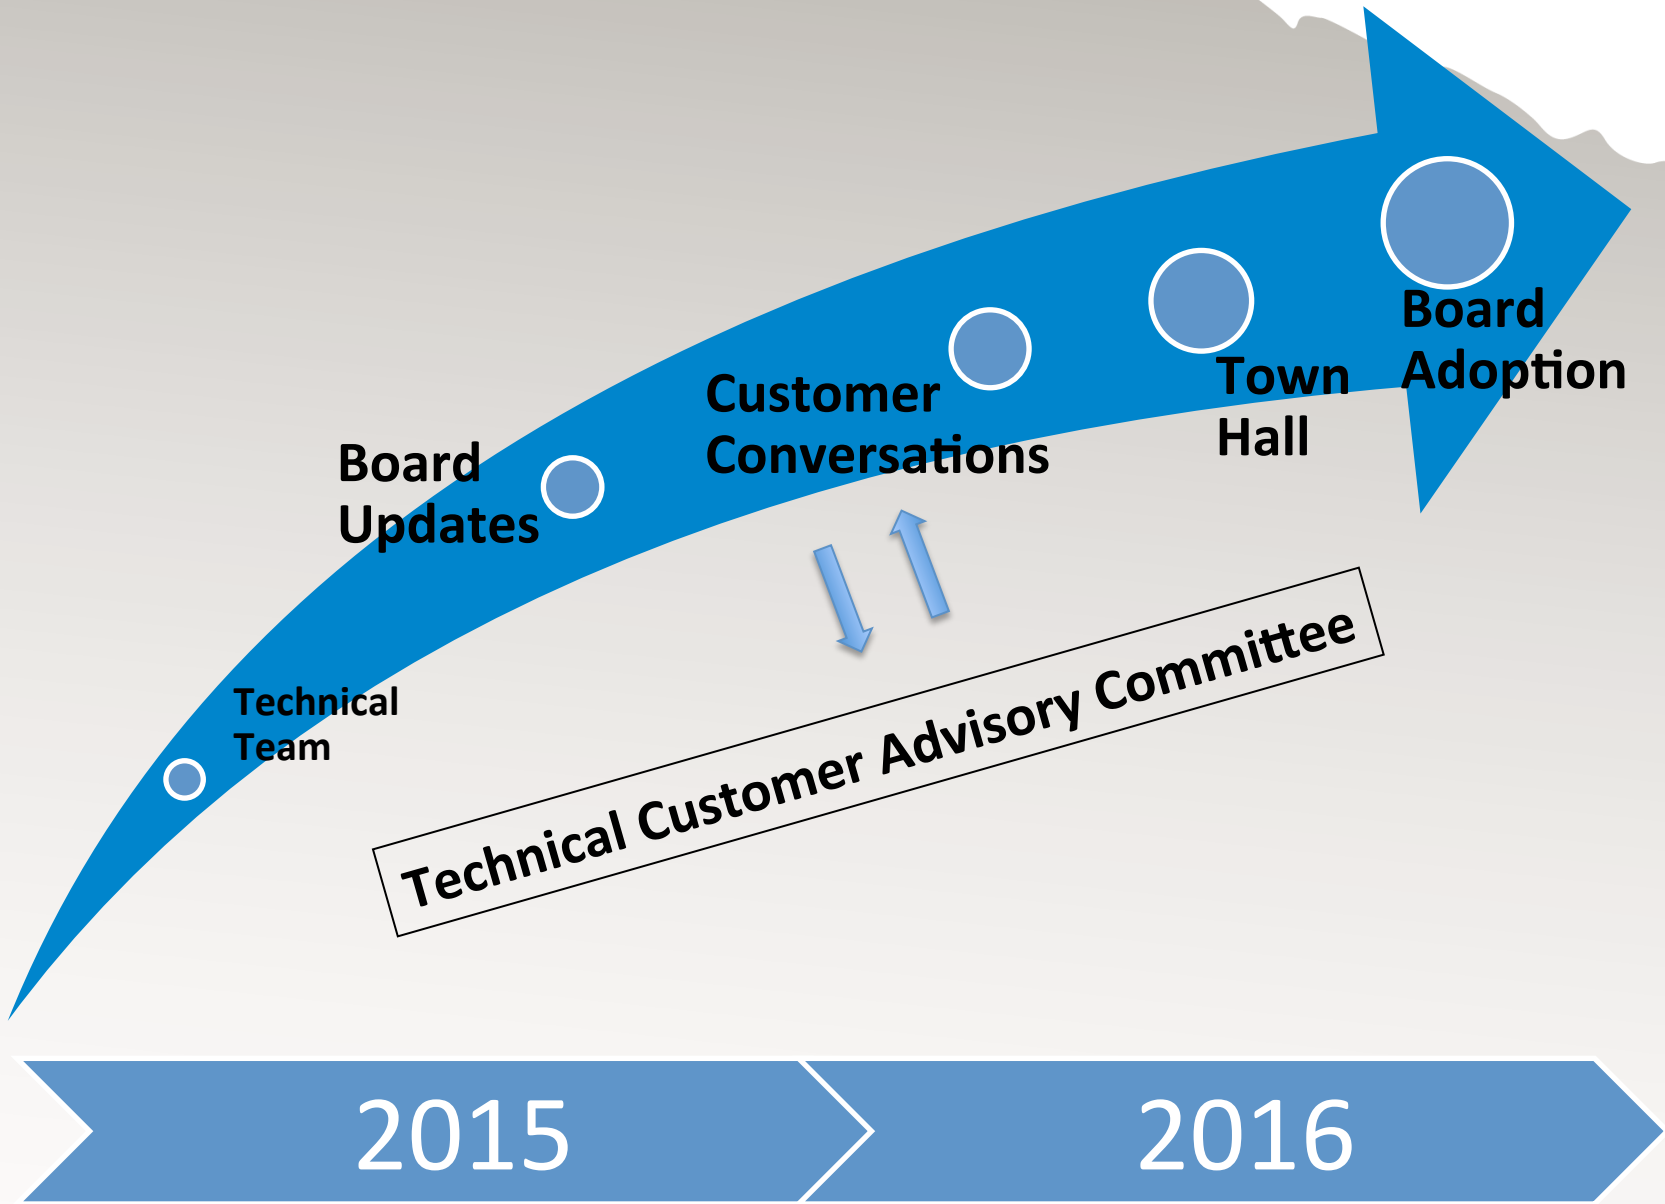 Technical
Team
Board
Updates
Customer
Conversations
Town
Hall
Board
Adoption
Technical Customer Advisory Committee
2015
2016